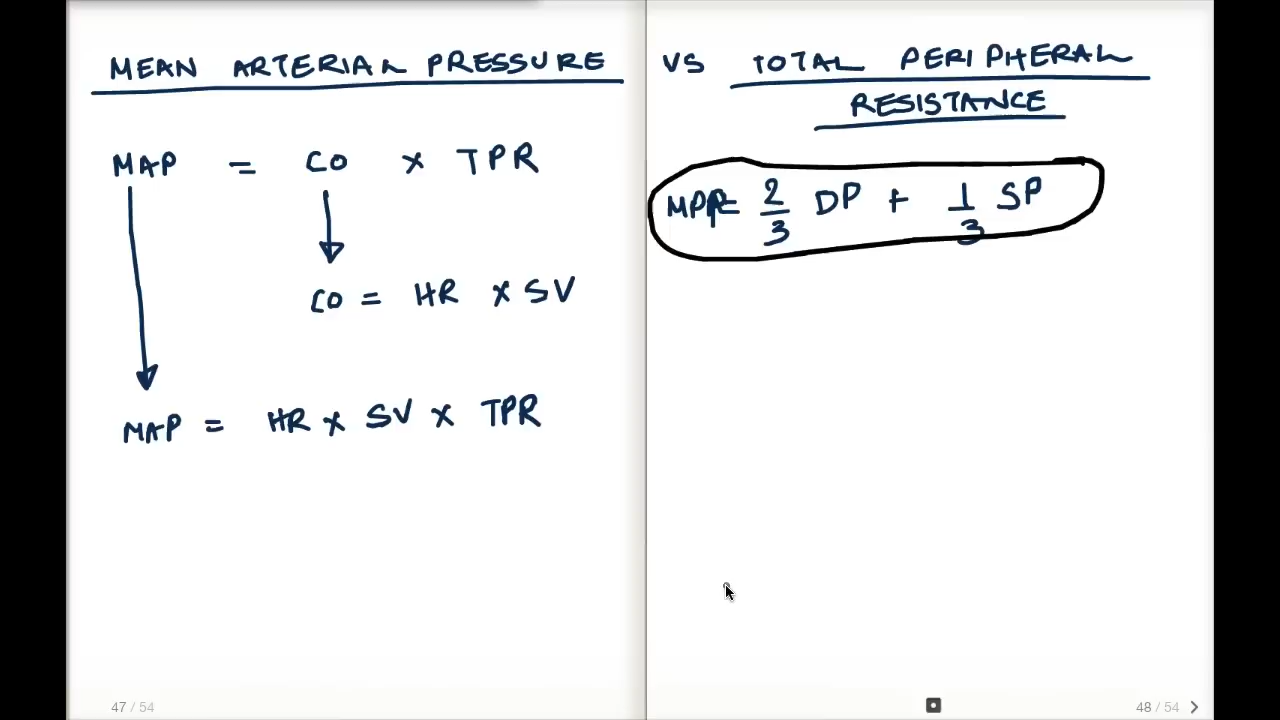 MEAN ARTERIAL PRESSURE
MAP = CO x TPR
CO = HR x SV
MAP = HR x SV x TPR
47 / 54
VS TOTAL PERIPHERAL
RESISTANCE
= 2/3 DP + 1/3 SP
48 / 54